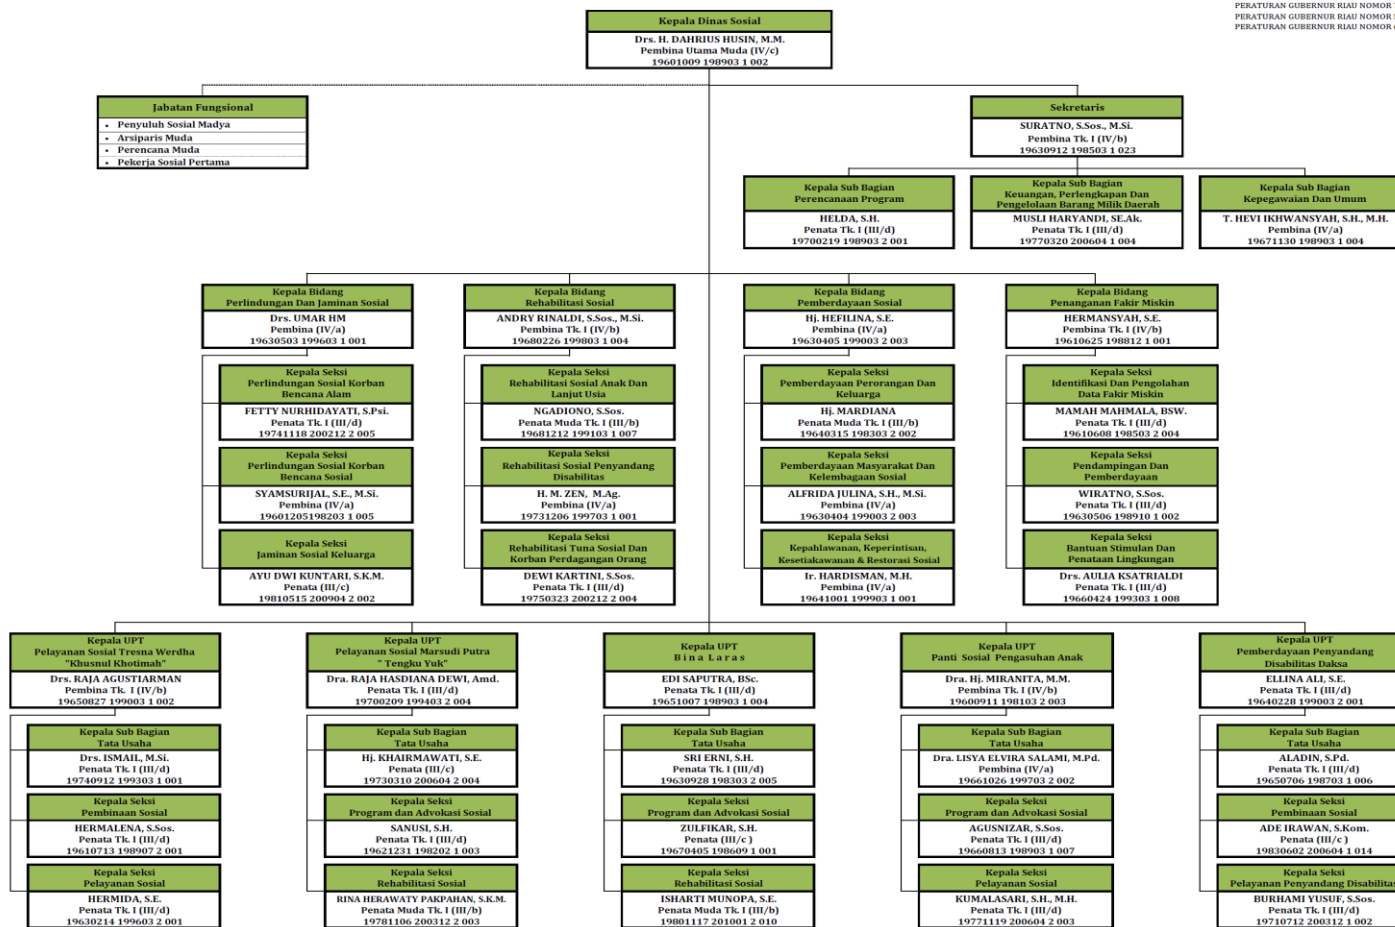 PERATURAN GUBERNUR RIAU NOMOR
PERATURAN GUBERNUR RIAU NOMOR
PERATURAN GUBERNUR RIAU NOMOR
Kepala Dinas Sosial
Drs. H. DAHRIUS HUSIN, M.M.
Pembina Utama Muda (IV/c)
19601009 198903 1 002
Jabatan Fungsional
• Penyuluh Sosial Madya
• Arsiparis Muda
• Perencana Muda
• Pekerja Sosial Pertama
Sekretaris
SURATNO, S.Sos., M.Si.
Pembina Tk. I (IV/b)
19630912 198503 1 023
Kepala Sub Bagian
Perencanaan Program
HELDA, S.H.
Penata Tk. I (III/d)
19700219 198903 2 001
Kepala Sub Bagian
Keuangan, Perlengkapan Dan
Pengelolaan Barang Milik Daerah
MUSLI HARYANDI, SE.Ak.
Penata Tk. I (III/d)
19770320 200604 1 004
Kepala Sub Bagian
Kepegawaian Dan Umum
T. HEVI IKHWANSYAH, S.H., M.H.
Pembina (IV/a)
19671130 198903 1 004
Kepala Bidang
Perlindungan Dan Jaminan Sosial
Drs. UMAR HM
Pembina (IV/a)
19630503 199603 1 001
Kepala Seksi
Perlindungan Sosial Korban
Bencana Alam
FETTY NURHIDAYATI, S.Psi.
Penata Tk. I (III/d)
19741118 200212 2 005
Kepala Seksi
Perlindungan Sosial Korban
Bencana Sosial
SYAMSURIJAL, S.E., M.Si.
Pembina (IV/a)
19601205198203 1 005
Kepala Seksi
Jaminan Sosial Keluarga
AYU DWI KUNTARI, S.K.M.
Penata (III/c)
19810515 200904 2 002
Kepala Bidang
Rehabilitasi Sosial
ANDRY RINALDI, S.Sos., M.Si.
Pembina Tk. I (IV/b)
19680226 199803 1 004
Kepala Seksi
Rehabilitasi Sosial Anak Dan
Lanjut Usia
NGADIONO, S.Sos.
Penata Muda Tk. I (III/b)
19681212 199103 1 007
Kepala Seksi
Rehabilitasi Sosial Penyandang
Disabilitas
H. M. ZEN, M.Ag.
Pembina (IV/a)
19731206 199703 1 001
Kepala Seksi
Rehabilitasi Tuna Sosial Dan
Korban Perdagangan Orang
DEWI KARTINI, S.Sos.
Penata Tk. I (III/d)
19750323 200212 2 004
Kepala Bidang
Pemberdayaan Sosial
Hj. HEFILINA, S.E.
Pembina (IV/a)
19630405 199003 2 003
Kepala Seksi
Pemberdayaan Perorangan Dan
Keluarga
Hj. MARDIANA
Penata Muda Tk. I (III/b)
19640315 198303 2 002
Kepala Seksi
Pemberdayaan Masyarakat Dan
Kelembagaan Sosial
ALFRIDA JULINA, S.H., M.Si.
Pembina (IV/a)
19630404 199003 2 003
Kepala Seksi
Kepahlawanan, Keperintisan,
Kesetiakawanan & Restorasi Sosial
Ir. HARDISMAN, M.H.
Pembina (IV/a)
19641001 199903 1 001
Kepala Bidang
Penanganan Fakir Miskin
HERMANSYAH, S.E.
Pembina Tk. I (IV/b)
19610625 198812 1 001
Kepala Seksi
Identifikasi Dan Pengolahan
Data Fakir Miskin
MAMAH MAHMALA, BSW.
Penata Tk. I (III/d)
19610608 198503 2 004
Kepala Seksi
Pendampingan Dan
Pemberdayaan
WIRATNO, S.Sos.
Penata Tk. I (III/d)
19630506 198910 1 002
Kepala Seksi
Bantuan Stimulan Dan
Penataan Lingkungan
Drs. AULIA KSATRIALDI
Penata Tk. I (III/d)
19660424 199303 1 008
Kepala UPT
Pelayanan Sosial Tresna Werdha
"Khusnul Khotimah"
Drs. RAJA AGUSTIARMAN
Pembina Tk. I (IV/b)
19650827 199003 1 002
Kepala Sub Bagian
Tata Usaha
Drs. ISMAIL, M.Si.
Penata Tk. I (III/d)
19740912 199303 1 001
Kepala Seksi
Pembinaan Sosial
HERMALENA, S.Sos.
Penata Tk. I (III/d)
19610713 198907 2 001
Kepala Seksi
Pelayanan Sosial
HERMIDA, S.E.
Penata Tk. I (III/d)
19630214 199603 2 001
Kepala UPT
Pelayanan Sosial Marsudi Putra
" Tengku Yuk"
Dra. RAJA HASDIANA DEWI, Amd.
Penata Tk. I (III/d)
19700209 199403 2 004
Kepala Sub Bagian
Tata Usaha
Hj. KHAIRMAWATI, S.E.
Penata (III/c)
19730310 200604 2 004
Kepala Seksi
Program dan Advokasi Sosial
SANUSI, S.H.
Penata Tk. I (III/d)
19621231 198202 1 003
Kepala Seksi
Rehabilitasi Sosial
RINA HERAWATY PAKPAHAN, S.K.M.
Penata Muda Tk. I (III/b)
19781106 200312 2 003
Kepala UPT
B i n a L a r a s
EDI SAPUTRA, BSc.
Penata Tk. I (III/d)
19651007 198903 1 004
Kepala Sub Bagian
Tata Usaha
SRI ERNI, S.H.
Penata Tk. I (III/d)
19630928 198303 2 005
Kepala Seksi
Program dan Advokasi Sosial
ZULFIKAR, S.H.
Penata (III/c )
19670405 198609 1 001
Kepala Seksi
Rehabilitasi Sosial
ISHARTI MUNOPA, S.E.
Penata Muda Tk. I (III/b)
19801117 201001 2 010
Kepala UPT
Panti Sosial Pengasuhan Anak
Dra. Hj. MIRANITA, M.M.
Pembina Tk. I (IV/b)
19600911 198103 2 003
Kepala Sub Bagian
Tata Usaha
Dra. LISYA ELVIRA SALAMI, M.Pd.
Pembina (IV/a)
19661026 199703 2 002
Kepala Seksi
Program dan Advokasi Sosial
AGUSNIZAR, S.Sos.
Penata Tk. I (III/d)
19660813 198903 1 007
Kepala Seksi
Pelayanan Sosial
KUMALASARI, S.H., M.H.
Penata Tk. I (III/d)
19771119 200604 2 003
Kepala UPT
Pemberdayaan Penyandang
Disabilitas Daksa
ELLINA ALI, S.E.
Penata Tk. I (III/d)
19640228 199003 2 001
Kepala Sub Bagian
Tata Usaha
ALADIN, S.Pd.
Penata Tk. I (III/d)
19650706 198703 1 006
Kepala Seksi
Pembinaan Sosial
ADE IRAWAN, S.Kom.
Penata (III/c )
19830602 200604 1 014
Kepala Seksi
Pelayanan Penyandang Disabilitas
BURHAMI YUSUF, S.Sos.
Penata Tk. I (III/d)
19710712 200312 1 002